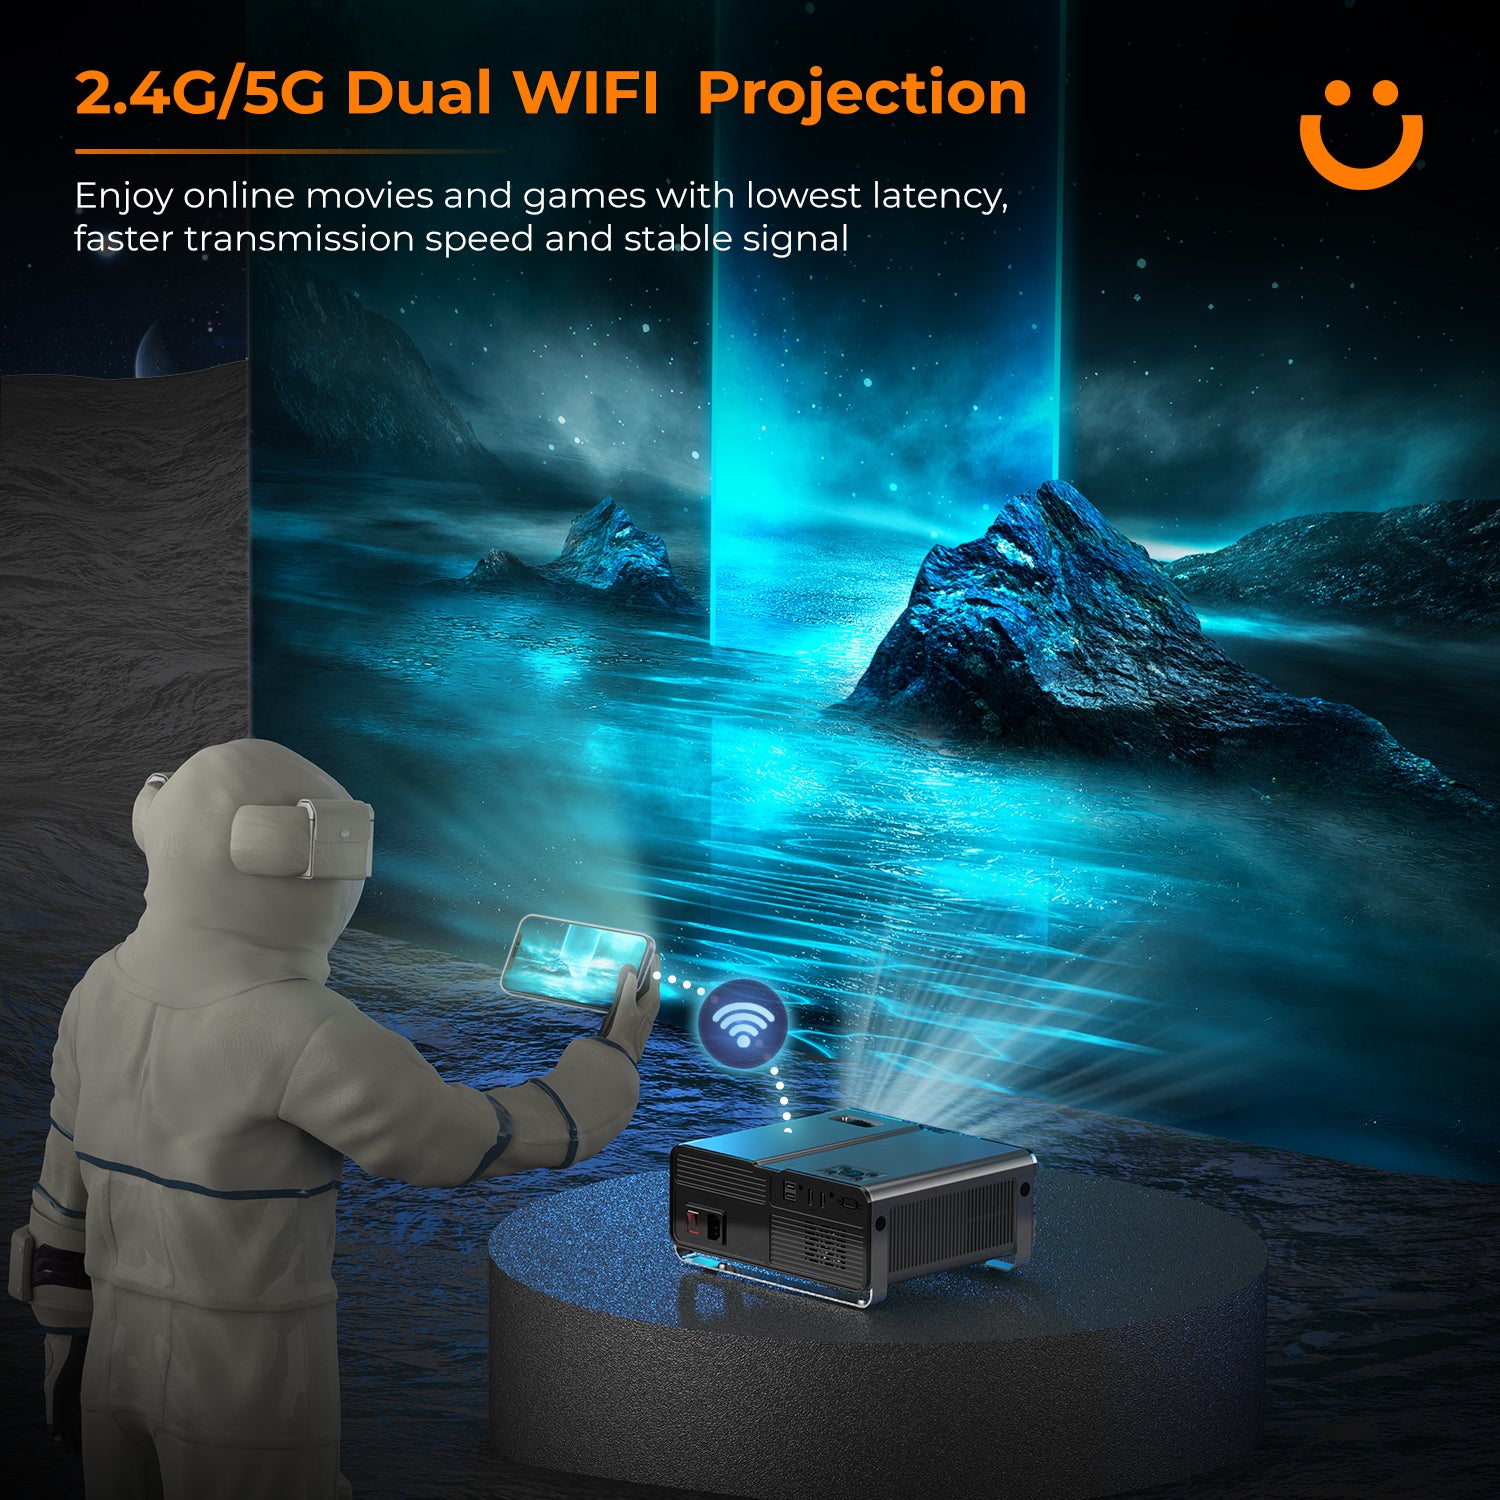 2.4G/5G Dual WIFI Projection
Enjoy online movies and games with lowest latency,
faster transmission speed and stable signal